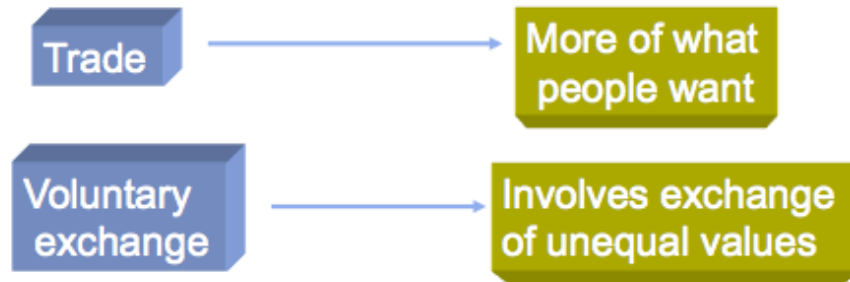 Trade
More of what
people want
Voluntary
exchange
Involves exchange
of unequal values